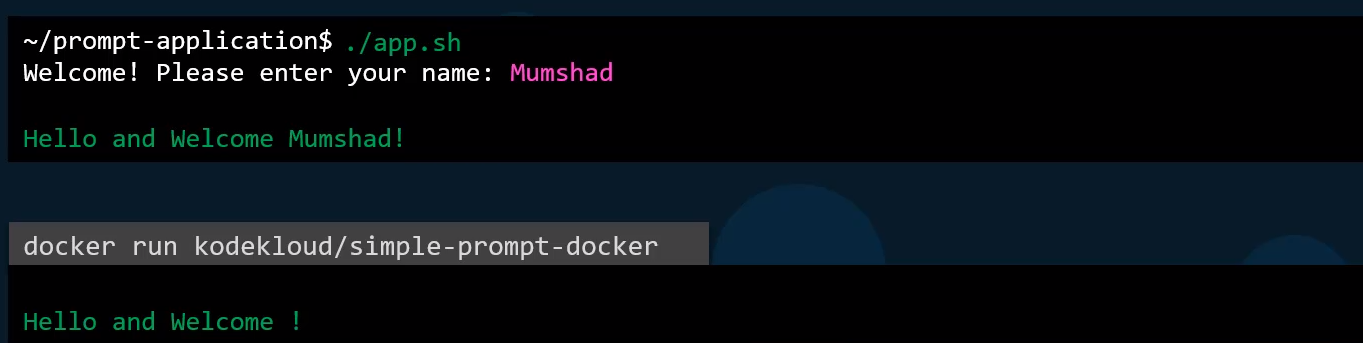 ~/prompt-application$ ./app.sh
Welcome! Please enter your name: Mumshad
Hello and Welcome Mumshad!
docker run kodekloud/simple-prompt-docker
Hello and Welcome !